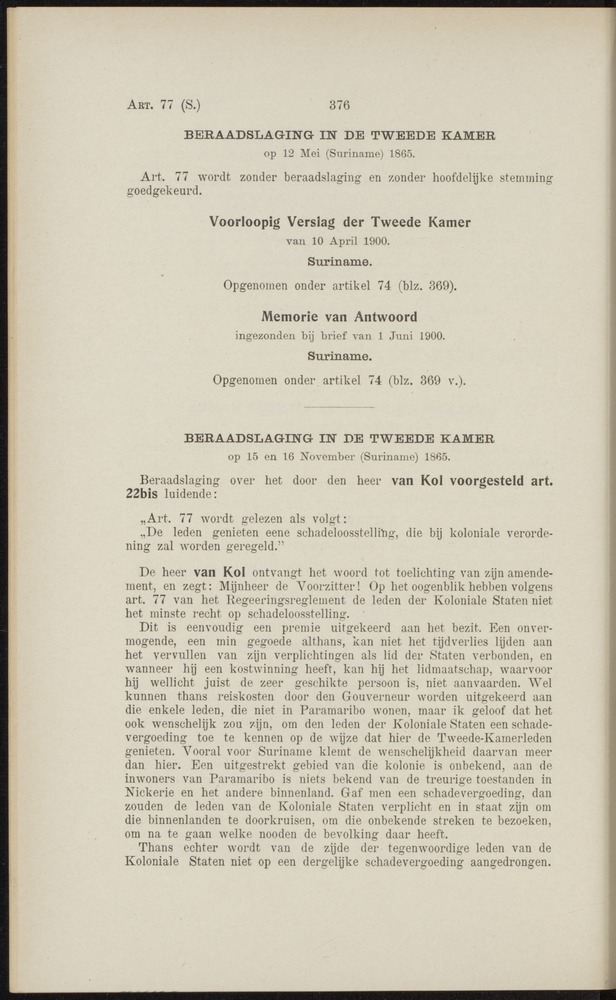 ART. 77 (S.) 376
BERAADSLAGING IN DE TWEEDE KAMER
op 12 Mei (Suriname) 1865.
Art. 77 wordt zonder beraadslaging en zonder hoofdelijke stemming
goedgekeurd.
Voorloopig Verslag der Tweede Kamer
van 10 April 1900.
Suriname.
Opgenomen onder artikel 74 (blz. 369).
Memorie van Antwoord
ingezonden bij brief van 1 Juni 1900.
Suriname.
Opgenomen onder artikel 74 (blz. 369 v.).
BERAADSLAGING IN DE TWEEDE KAMER
op 15 en 16 November (Suriname) 1865.
Beraadslaging over het door den heer van Kol voorgesteld art.
22bis luidende:
„Art. 77 wordt gelezen als volgt:
„De leden genieten eene schadeloosstelling, die bij koloniale verorde-
ning zal worden geregeld.”
De heer van Kol ontvangt het woord tot toelichting van zijn amende-
ment, en zegt: Mijnheer de Voorzitter! Op het oogenblik hebben volgens
art. 77 van het Regeeringsreglement de leden der Koloniale Staten niet
het minste recht op schadeloosstelling.
Dit is eenvoudig een premie uitgekeerd aan het bezit. Een onver-
mogende, een min gegoede althans, kan niet het tijdverlies lijden aan
het vervullen van zijn verplichtingen als lid der Staten verbonden, en
wanneer hij een kostwinning heeft, kan hij het lidmaatschap, waarvoor
hij wellicht juist de zeer geschikte persoon is, niet aanvaarden. Wel
kunnen thans reiskosten door den Gouverneur worden uitgekeerd aan
die enkele leden, die niet in Paramaribo wonen, maar ik geloof dat het
ook wenschelijk zou zijn, om den leden der Koloniale Staten een schade-
vergoeding toe te kennen op de wijze dat hier de Tweede-Kamerleden
genieten. Vooral voor Suriname klemt de wenschelijkheid daarvan meer
dan hier. Een uitgestrekt gebied van die kolonie is onbekend, aan de
inwoners van Paramaribo is niets bekend van de treurige toestanden in
Nickerie en het andere binnenland. Gaf men een schadevergoeding, dan
zouden de leden van de Koloniale Staten verplicht en in staat zijn om
die binnenlanden te doorkruisen, om die onbekende streken te bezoeken,
om na te gaan welke nooden de bevolking daar heeft.
Thans echter wordt van de zijde der tegenwoordige leden van de
Koloniale Staten niet op een dergelijke schadevergoeding aangedrongen.